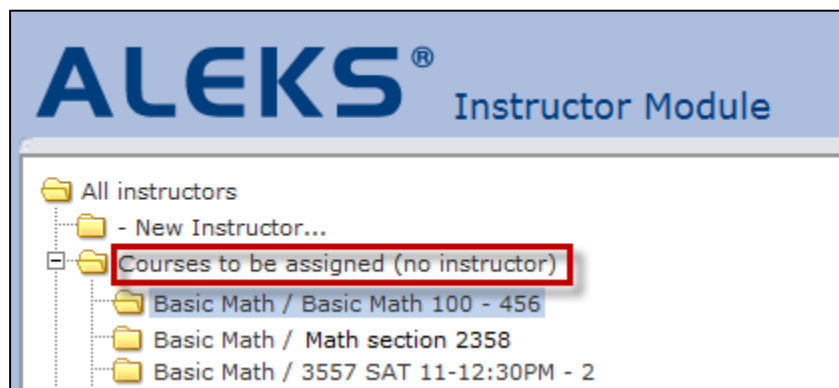 ALEKS® Instructor Module
All instructors
- New Instructor...
Courses to be assigned (no instructor)
Basic Math / Basic Math 100 - 456
Basic Math / Math section 2358
Basic Math / 3557 SAT 11-12:30PM - 2